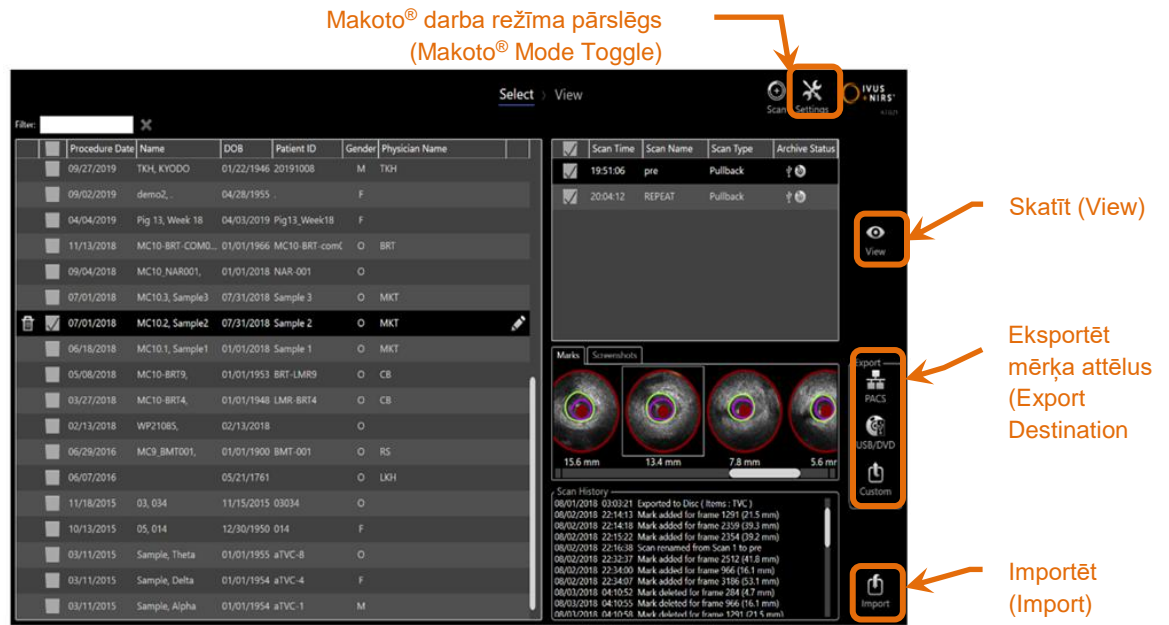 Makoto® darba režīma pārslēgs
(Makoto® Mode Toggle)
Select > View
Scan Settings
IVUS
+NIRS
Filter:
Procedure Date Name DOB Patient ID Gender Physician Name
09/27/2019 TKH, KYODO 01/22/1946 20191008 M TKH
09/02/2019 demo2, . 04/28/1955 . F
04/04/2019 Pig 13, Week 18 04/03/2019 Pig13_Week18 F
11/13/2018 MC10-BRT-COM0... 01/01/1966 MC10-BRT-com( O BRT
09/04/2018 MC10_NAR001, 01/01/2018 NAR-001 O
07/01/2018 MC10.3, Sample3 07/31/2018 Sample 3 O MKT
07/01/2018 MC10.2, Sample2 07/31/2018 Sample 2 O MKT
06/18/2018 MC10.1, Sample1 01/01/2018 Sample 1 O MKT
05/08/2018 MC10-BRT9, 01/01/1953 BRT-LMR9 O CB
03/27/2018 MC10-BRT4, 01/01/1948 LMR-BRT4 O CB
02/13/2018 WP21085, 02/13/2018 O
06/29/2016 MC9_BMT001, 01/01/1900 BMT-001 O RS
06/07/2016 05/21/1761 O LKH
11/18/2015 03, 034 11/15/2015 03034 O
10/13/2015 05, 014 12/30/1950 014 F
03/11/2015 Sample, Theta 01/01/1955 aTVC-8 O
03/11/2015 Sample, Delta 01/01/1954 aTVC-4 F
03/11/2015 Sample, Alpha 01/01/1954 aTVC-1 M
Scan Time Scan Name Scan Type Archive Status
19:51:06 pre Pullback
20:04:12 REPEAT Pullback
Marks Screenshots
15.6 mm 13.4 mm 7.8 mm 5.6 mr
Scan History
08/01/2018 03:03:21 Exported to Disc ( Items : TVC )
08/02/2018 22:14:13 Mark added for frame 1291 (21.5 mm)
08/02/2018 22:14:18 Mark added for frame 2359 (39.3 mm)
08/02/2018 22:15:22 Mark added for frame 2354 (39.2 mm)
08/02/2018 22:16:38 Scan renamed from Scan 1 to pre
08/02/2018 22:32:37 Mark added for frame 2512 (41.8 mm)
08/02/2018 22:34:00 Mark added for frame 966 (16.1 mm)
08/02/2018 22:34:07 Mark added for frame 3186 (53.1 mm)
08/03/2018 04:10:52 Mark deleted for frame 284 (4.7 mm)
08/03/2018 04:10:55 Mark deleted for frame 966 (16.1 mm)
08/03/2018 04:10:58 Mark deleted for frame 1291 (21.5 mm)
View
Export
PACS
USB/DVD
Custom
Import
Skatīt (View)
Eksportēt
mērķa attēlus
(Export
Destination
Importēt
(Import)